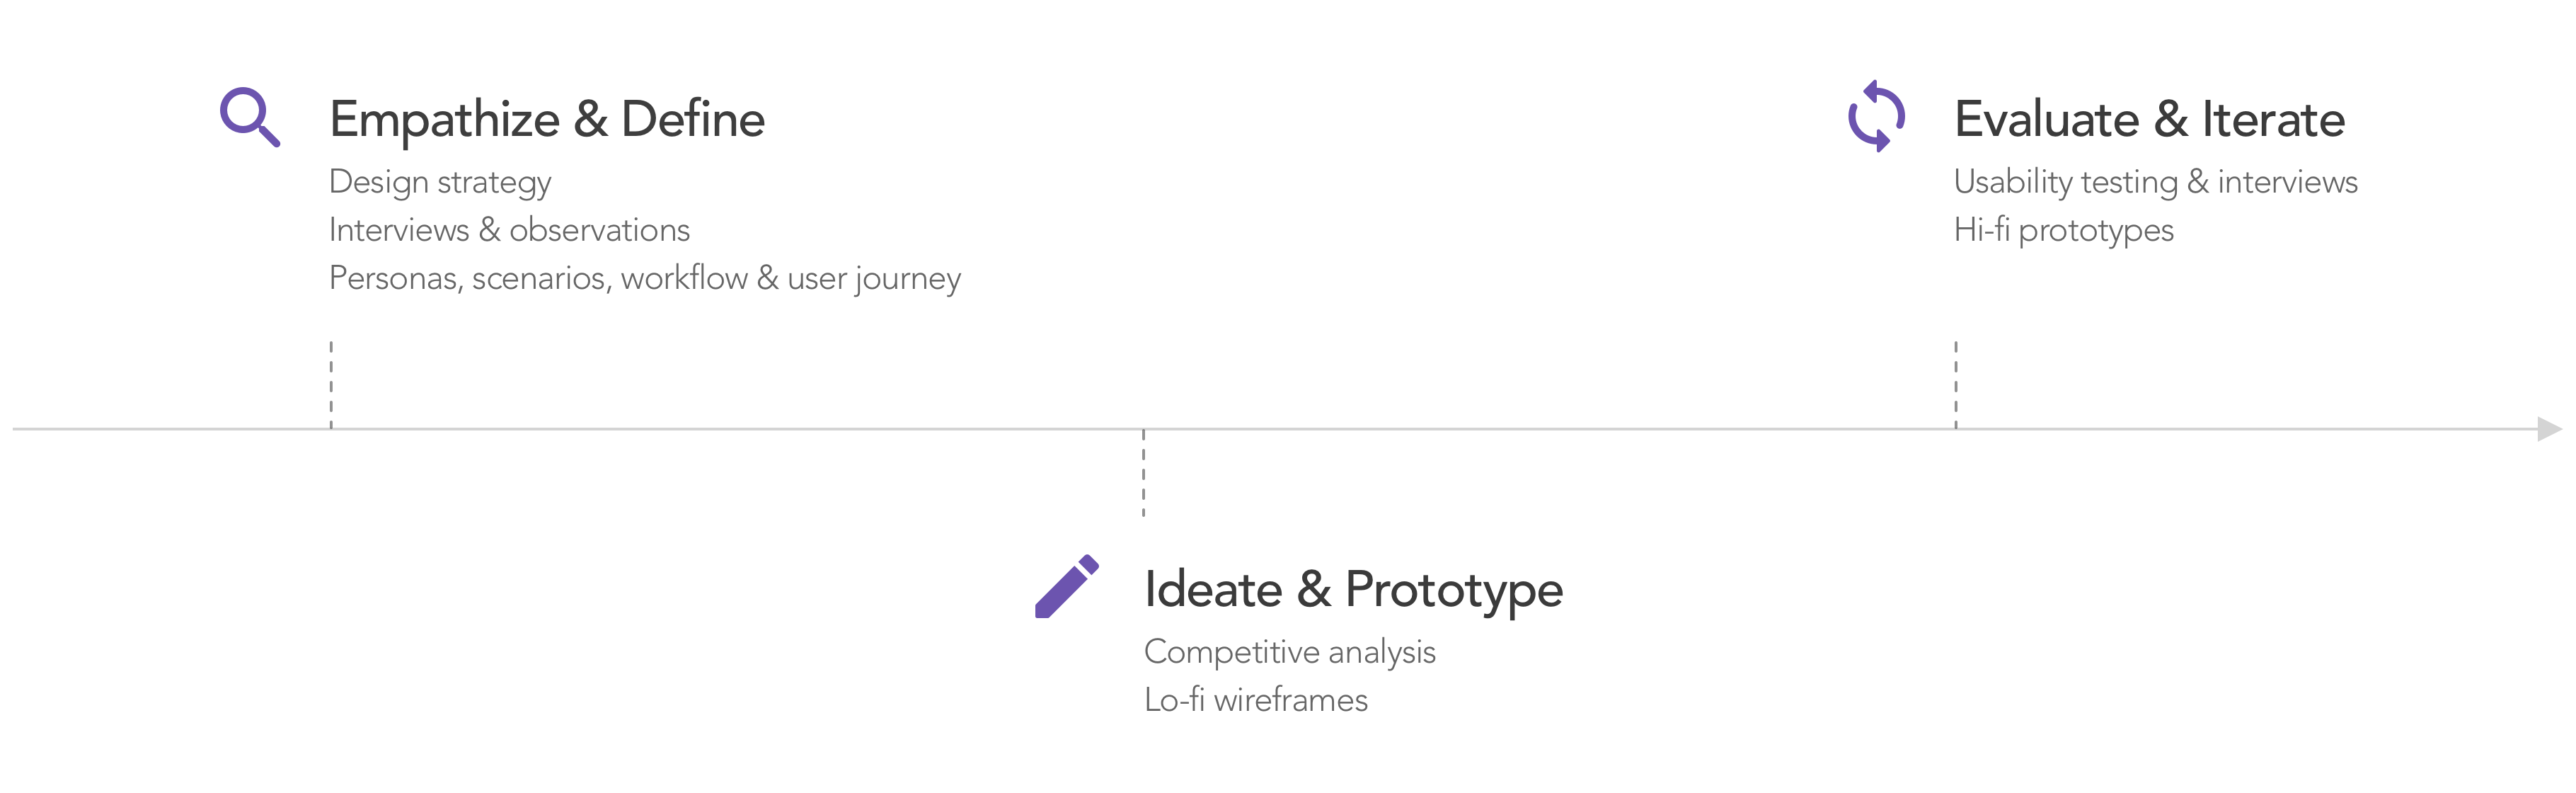 Empathize & Define
Design strategy
Interviews & observations
Personas, scenarios, workflow & user journey
Ideate & Prototype
Competitive analysis
Lo-fi wireframes
Evaluate & Iterate
Usability testing & interviews
Hi-fi prototypes